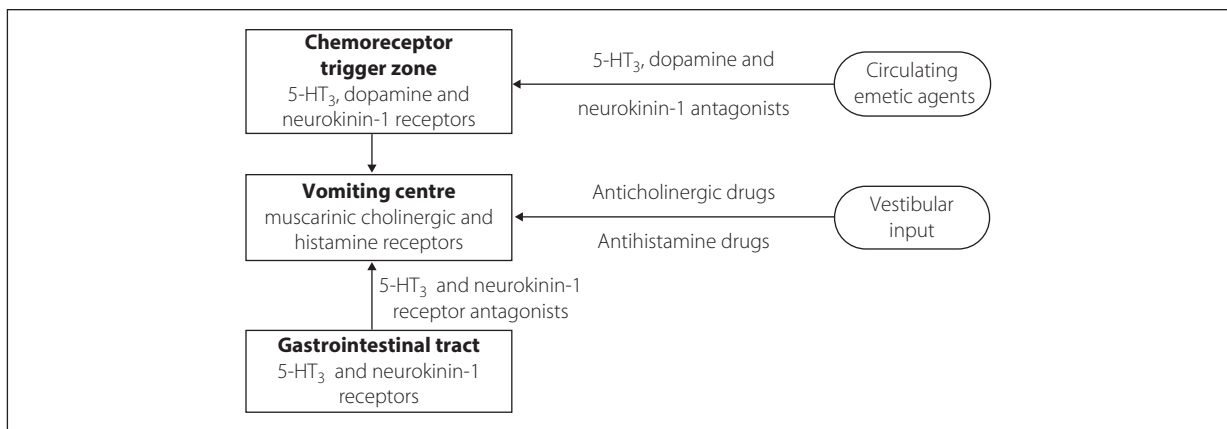 Chemoreceptor
trigger zone
5-HT₃, dopamine and
neurokinin-1 receptors
5-HT₃, dopamine and
neurokinin-1 antagonists
Circulating
emetic agents
Vomiting centre
muscarinic cholinergic and
histamine receptors
Anticholinergic drugs
Antihistamine drugs
Vestibular
input
5-HT₃ and neurokinin-1
receptor antagonists
Gastrointestinal tract
5-HT₃ and neurokinin-1
receptors